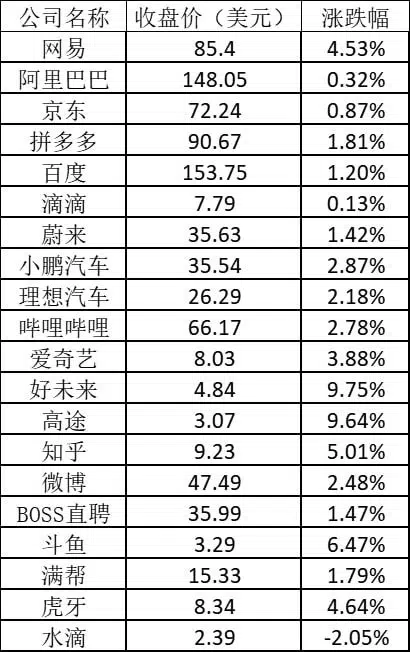 公司名称 收盘价（美元） 涨跌幅
网易 85.4 4.53%
阿里巴巴 148.05 0.32%
京东 72.24 0.87%
拼多多 90.67 1.81%
百度 153.75 1.20%
滴滴 7.79 0.13%
蔚来 35.63 1.42%
小鹏汽车 35.54 2.87%
理想汽车 26.29 2.18%
哔哩哔哩 66.17 2.78%
爱奇艺 8.03 3.88%
好未来 4.84 9.75%
高途 3.07 9.64%
知乎 9.23 5.01%
微博 47.49 2.48%
BOSS直聘 35.99 1.47%
斗鱼 3.29 6.47%
满帮 15.33 1.79%
虎牙 8.34 4.64%
水滴 2.39 -2.05%